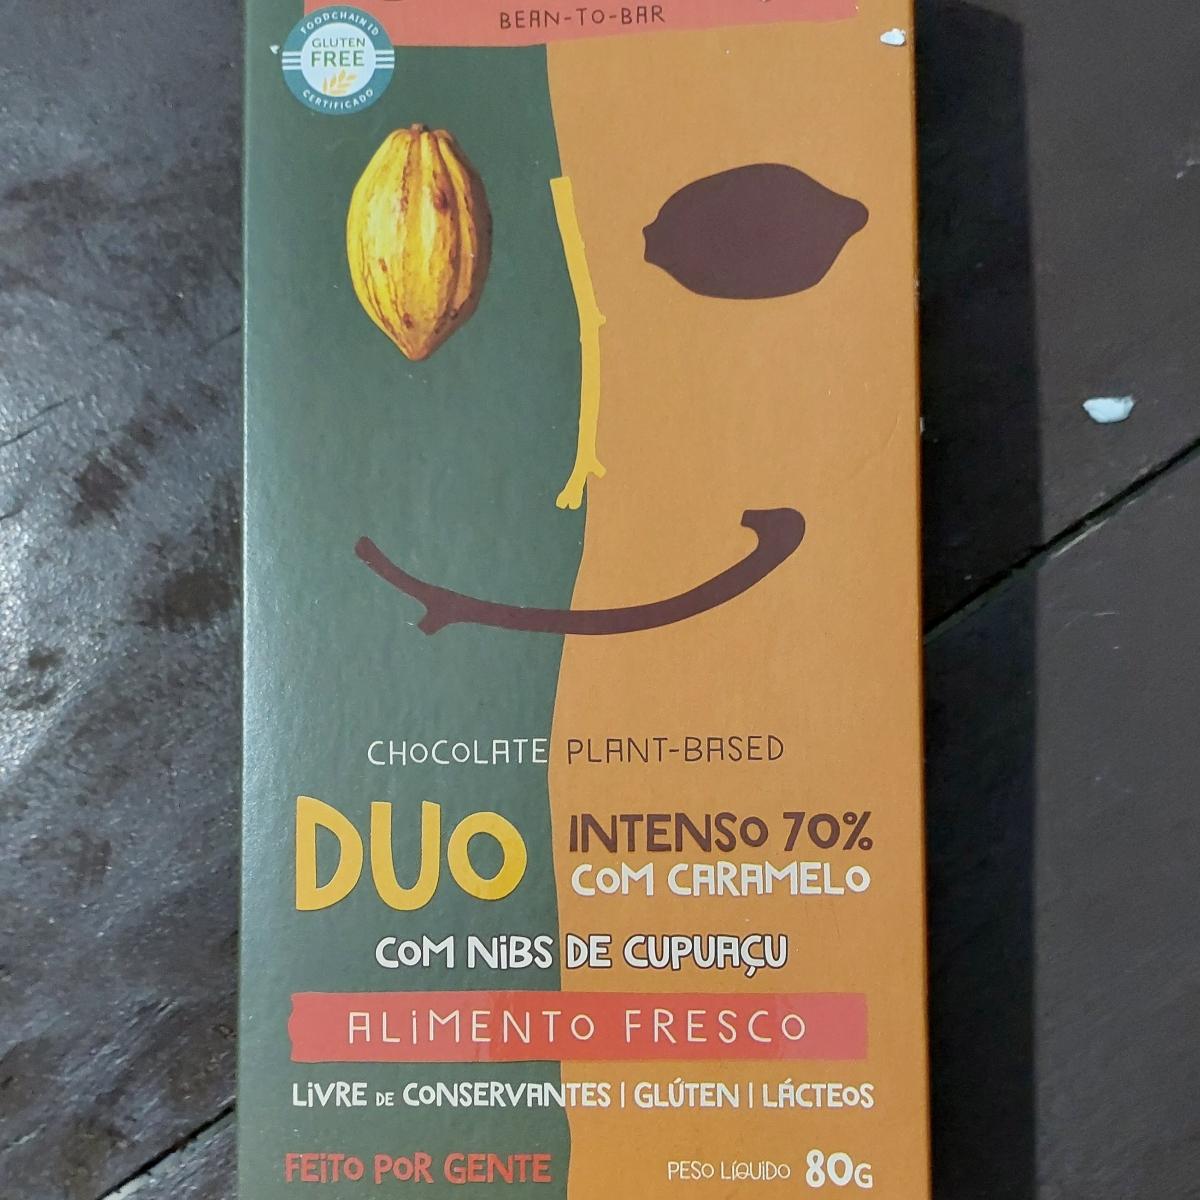 BEAN-TO-BAR
FOODCHAIN ID
GLUTEN
FREE
CERTIFICADO
CHOCOLATE PLANT-BASED
DUO INTENSO 70%
COM CARAMELO
COM NIBS DE CUPUAÇU
ALIMENTO FRESCO
LIVRE DE CONSERVANTES | GLÚTEN | LÁCTEOS
FEITO POR GENTE PESO LÍQUIDO 80G